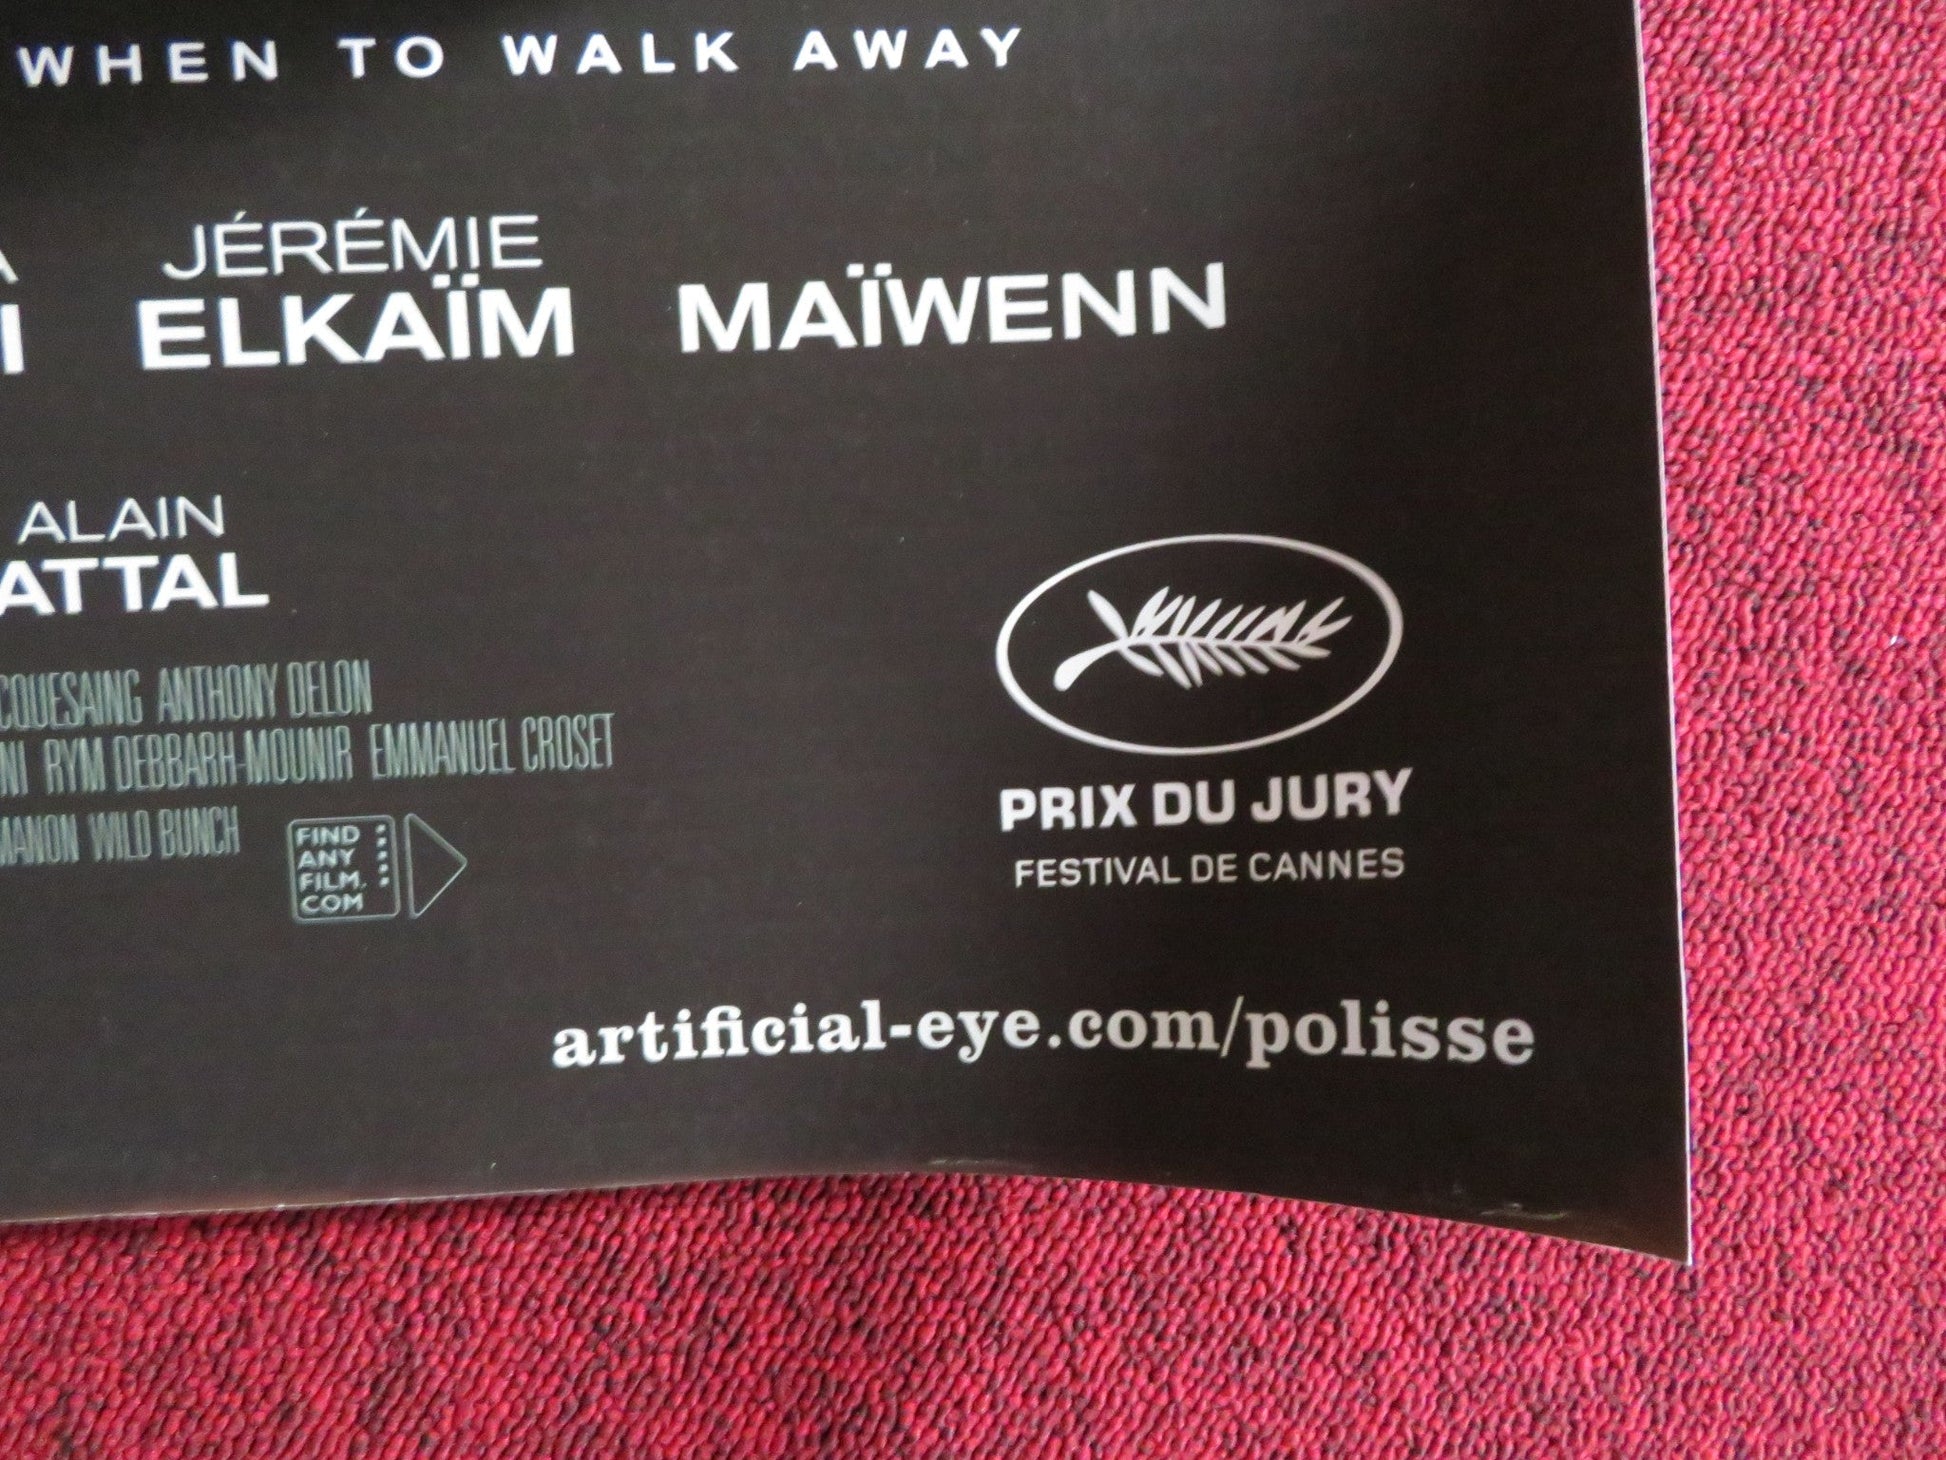 WHEN TO WALK AWAY
JÉRÉMIE
ELKAÏM MAÏWENN
ALAIN
ATTAL
ANTHONY DELON
RYM DEBBARH-MOUNIR EMMANUEL CROSET
WILD BUNCH
FIND
ANY
FILM.
COM
PRIX DU JURY
FESTIVAL DE CANNES
artificial-eye.com/polisse